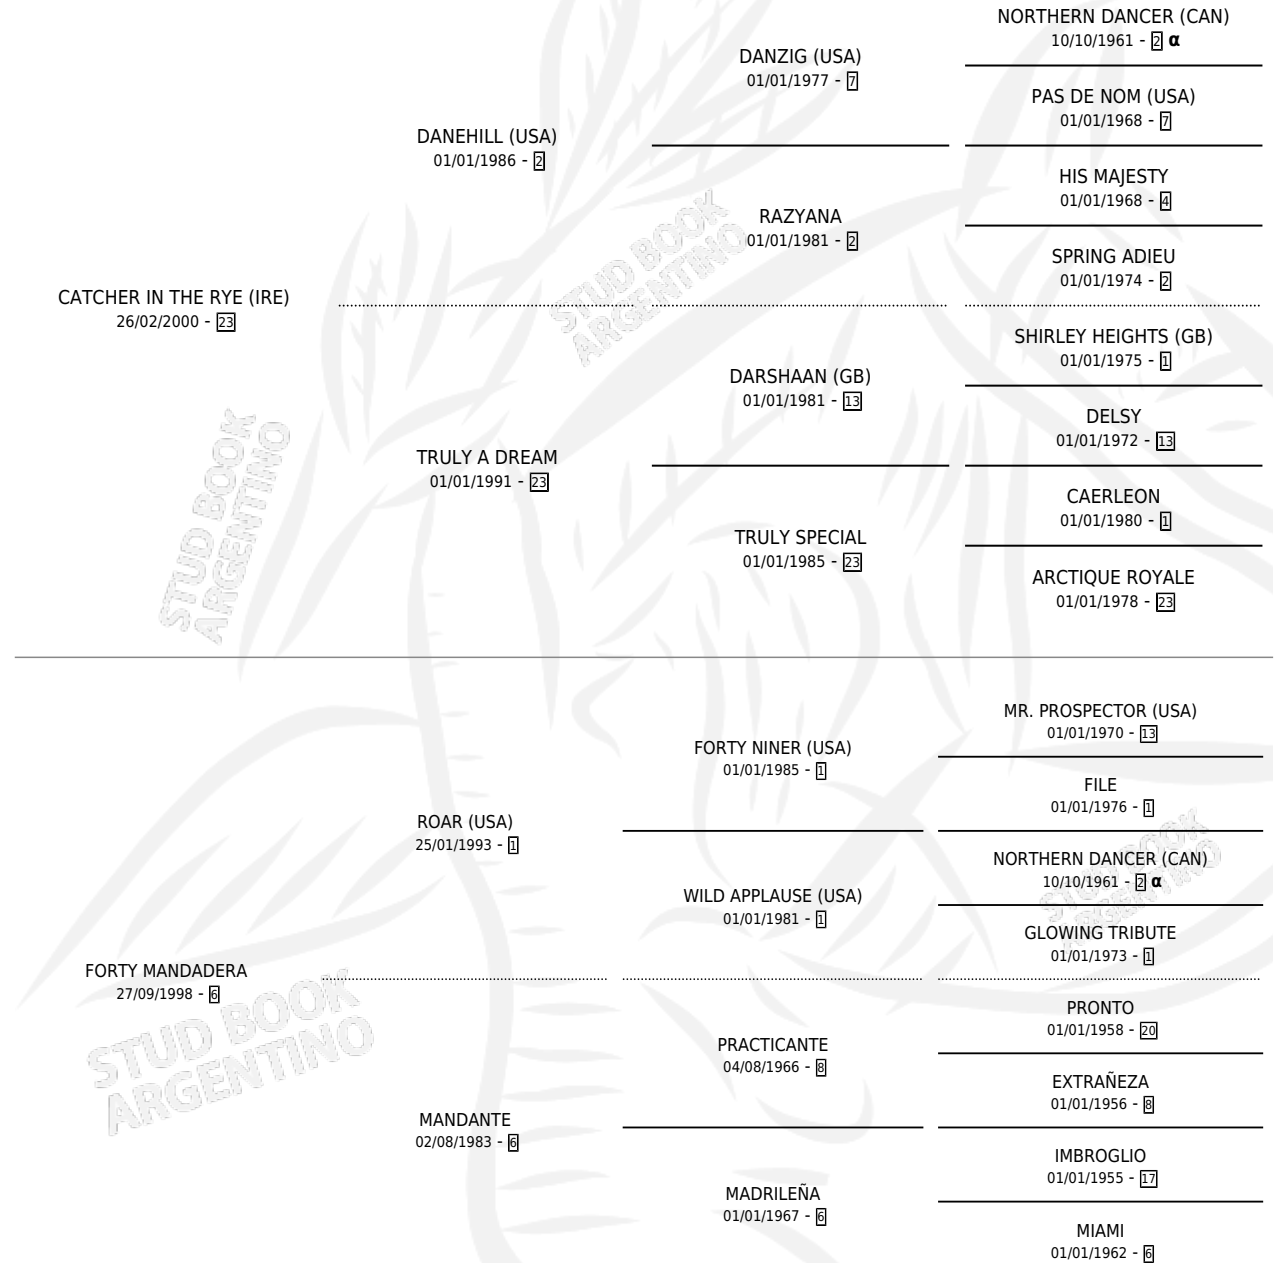 NORTHERN DANCER (CAN)
10/10/1961 - 2 α
DANZIG (USA)
01/01/1977 - 7
PAS DE NOM (USA)
01/01/1968 - 7
DANEHILL (USA)
01/01/1986 - 2
HIS MAJESTY
01/01/1968 - 4
RAZYANA
01/01/1981 - 2
SPRING ADIEU
01/01/1974 - 2
CATCHER IN THE RYE (IRE)
26/02/2000 - 23
SHIRLEY HEIGHTS (GB)
01/01/1975 - 1
DARSHAAN (GB)
01/01/1981 - 13
DELSY
01/01/1972 - 13
TRULY A DREAM
01/01/1991 - 23
CAERLEON
01/01/1980 - 1
TRULY SPECIAL
01/01/1985 - 23
ARCTIQUE ROYALE
01/01/1978 - 23
MR. PROSPECTOR (USA)
01/01/1970 - 13
FORTY NINER (USA)
01/01/1985 - 1
FILE
01/01/1976 - 1
ROAR (USA)
25/01/1993 - 1
NORTHERN DANCER (CAN)
10/10/1961 - 2 α
WILD APPLAUSE (USA)
01/01/1981 - 1
GLOWING TRIBUTE
01/01/1973 - 1
FORTY MANDADERA
27/09/1998 - 6
PRONTO
01/01/1958 - 20
PRACTICANTE
04/08/1966 - 8
EXTRAÑEZA
01/01/1956 - 8
MANDANTE
02/08/1983 - 6
IMBROGLIO
01/01/1955 - 17
MADRILEÑA
01/01/1967 - 6
MIAMI
01/01/1962 - 6
STUD BOOK
ARGENTINO
STUD BOOK
ARGENTINO
STUD BOOK
ARGENTINO
STUD BOOK
ARGENTINO